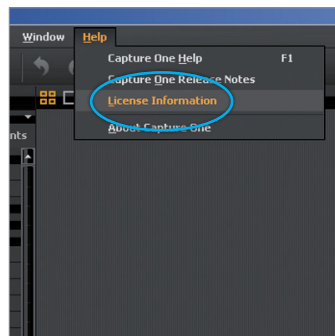 Window Help
Capture One Help F1
Capture One Release Notes
License Information
About Capture One
nts